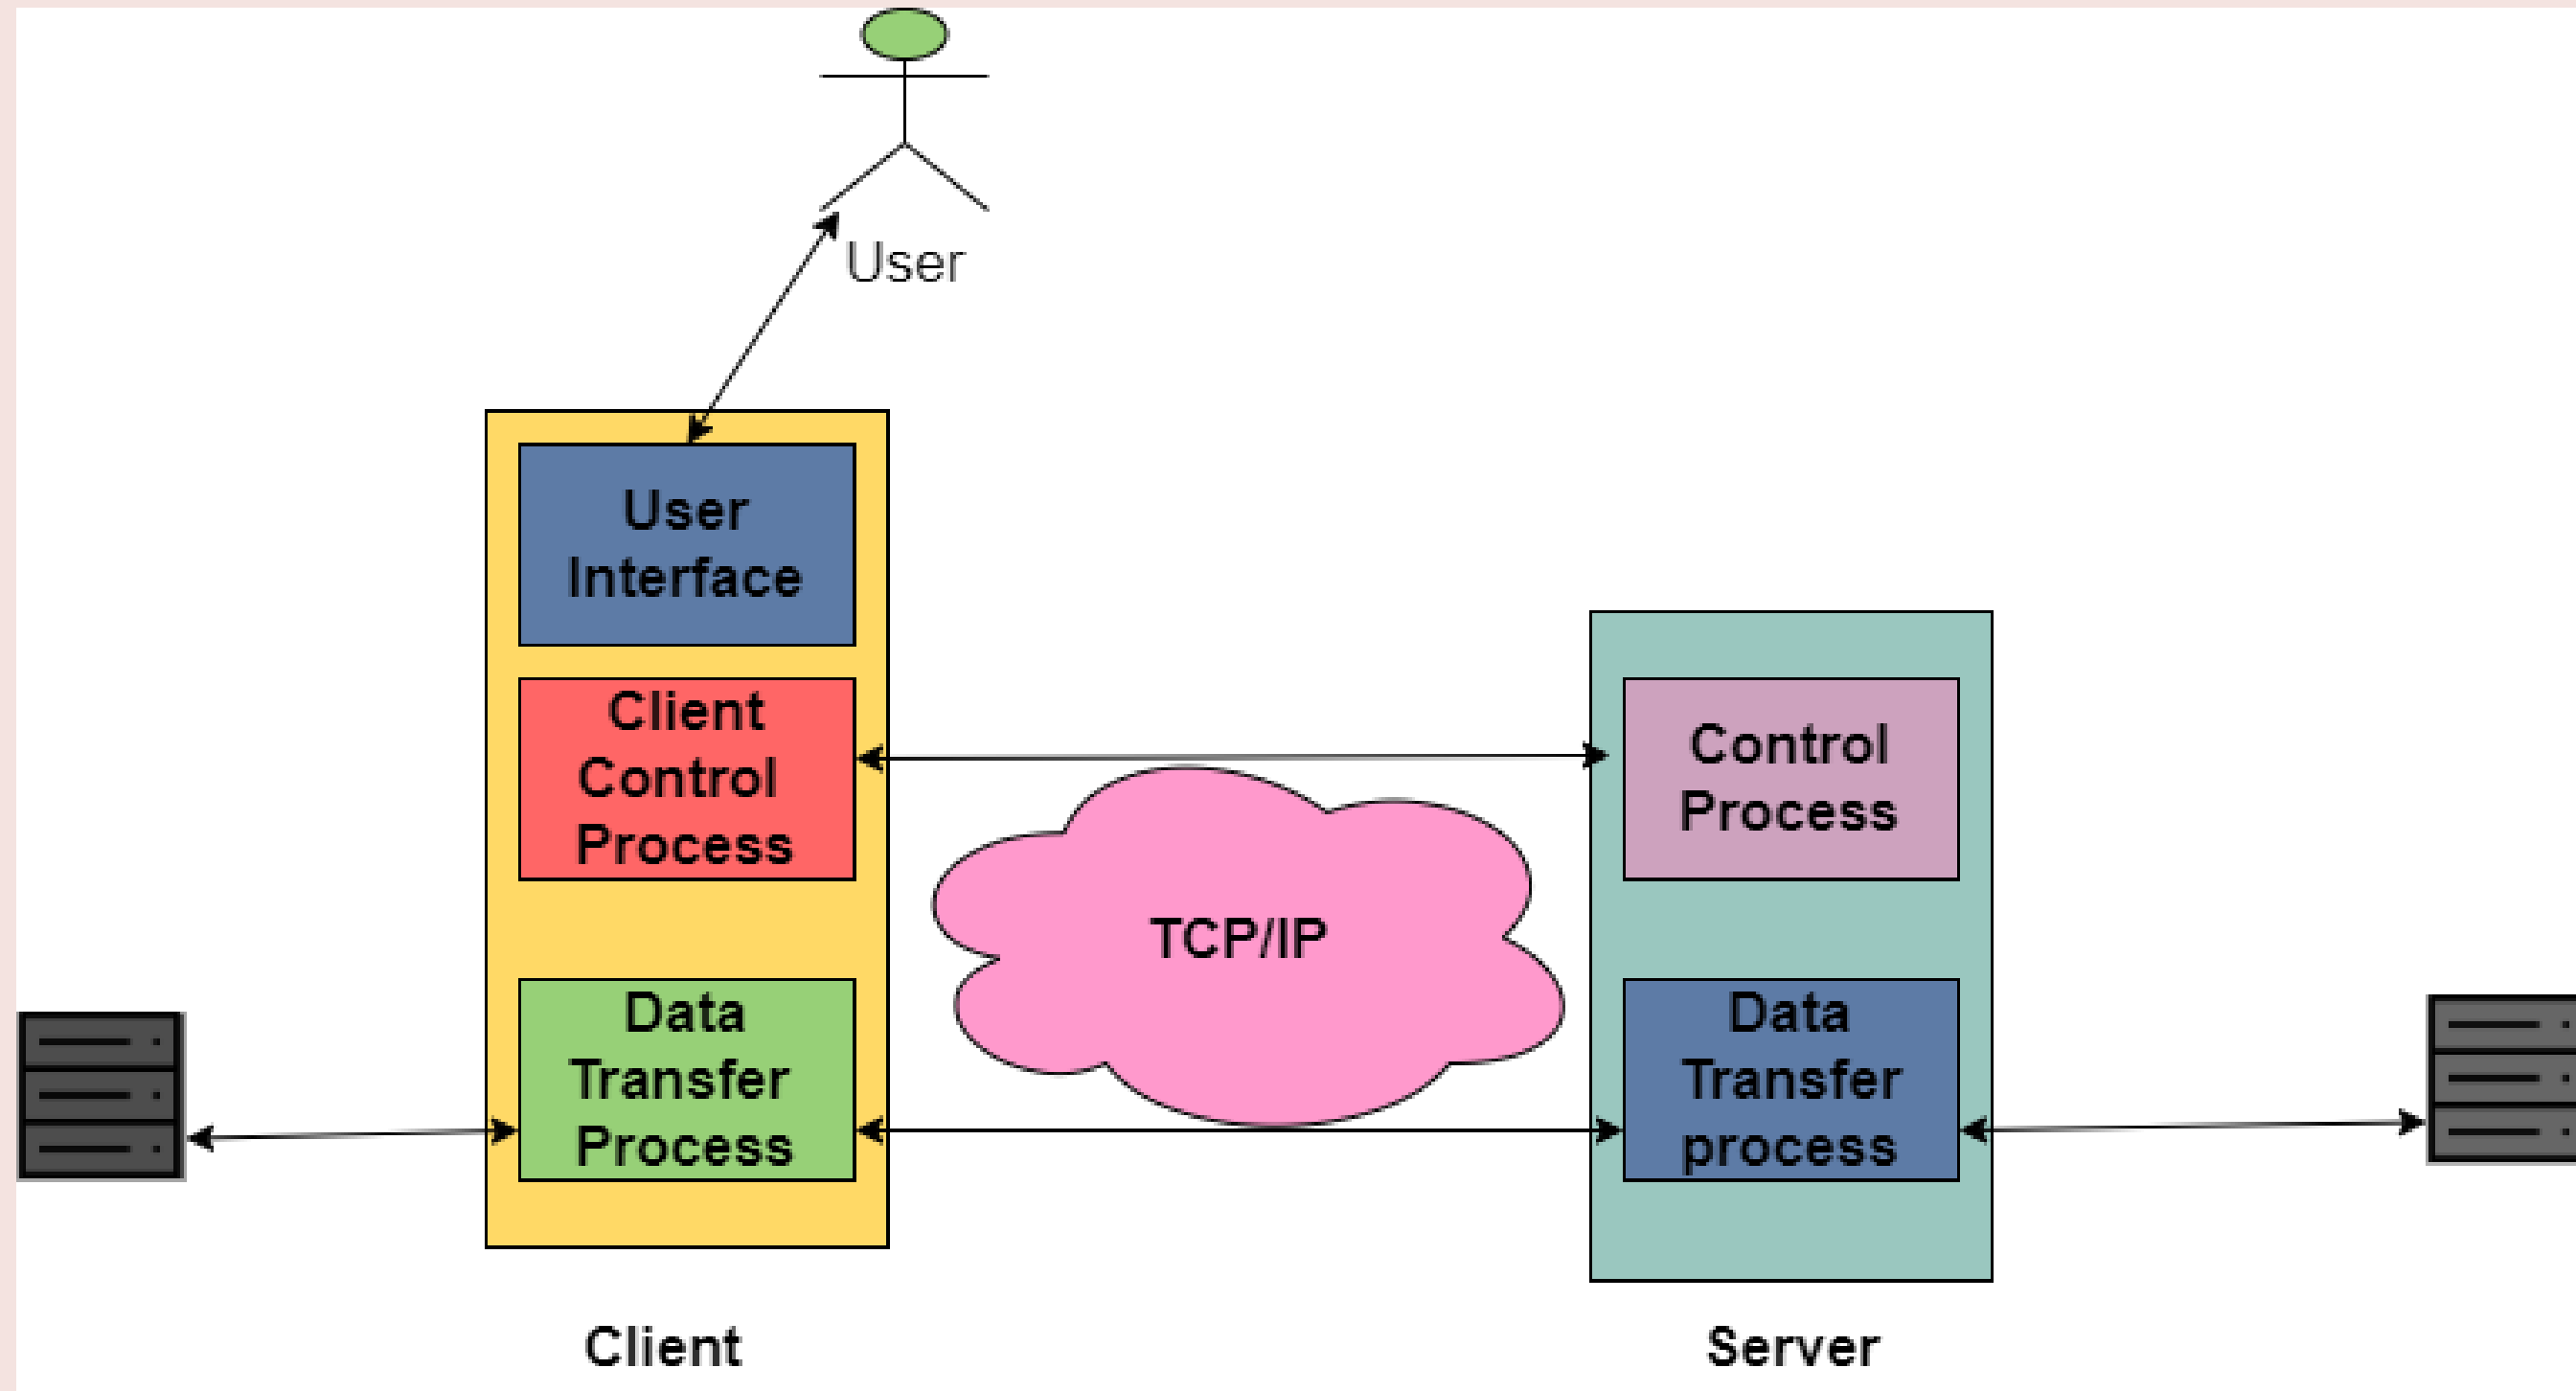 User
User
Interface
Client
Control
Process
Control
Process
TCP/IP
Data
Transfer
Process
Data
Transfer
process
Client
Server